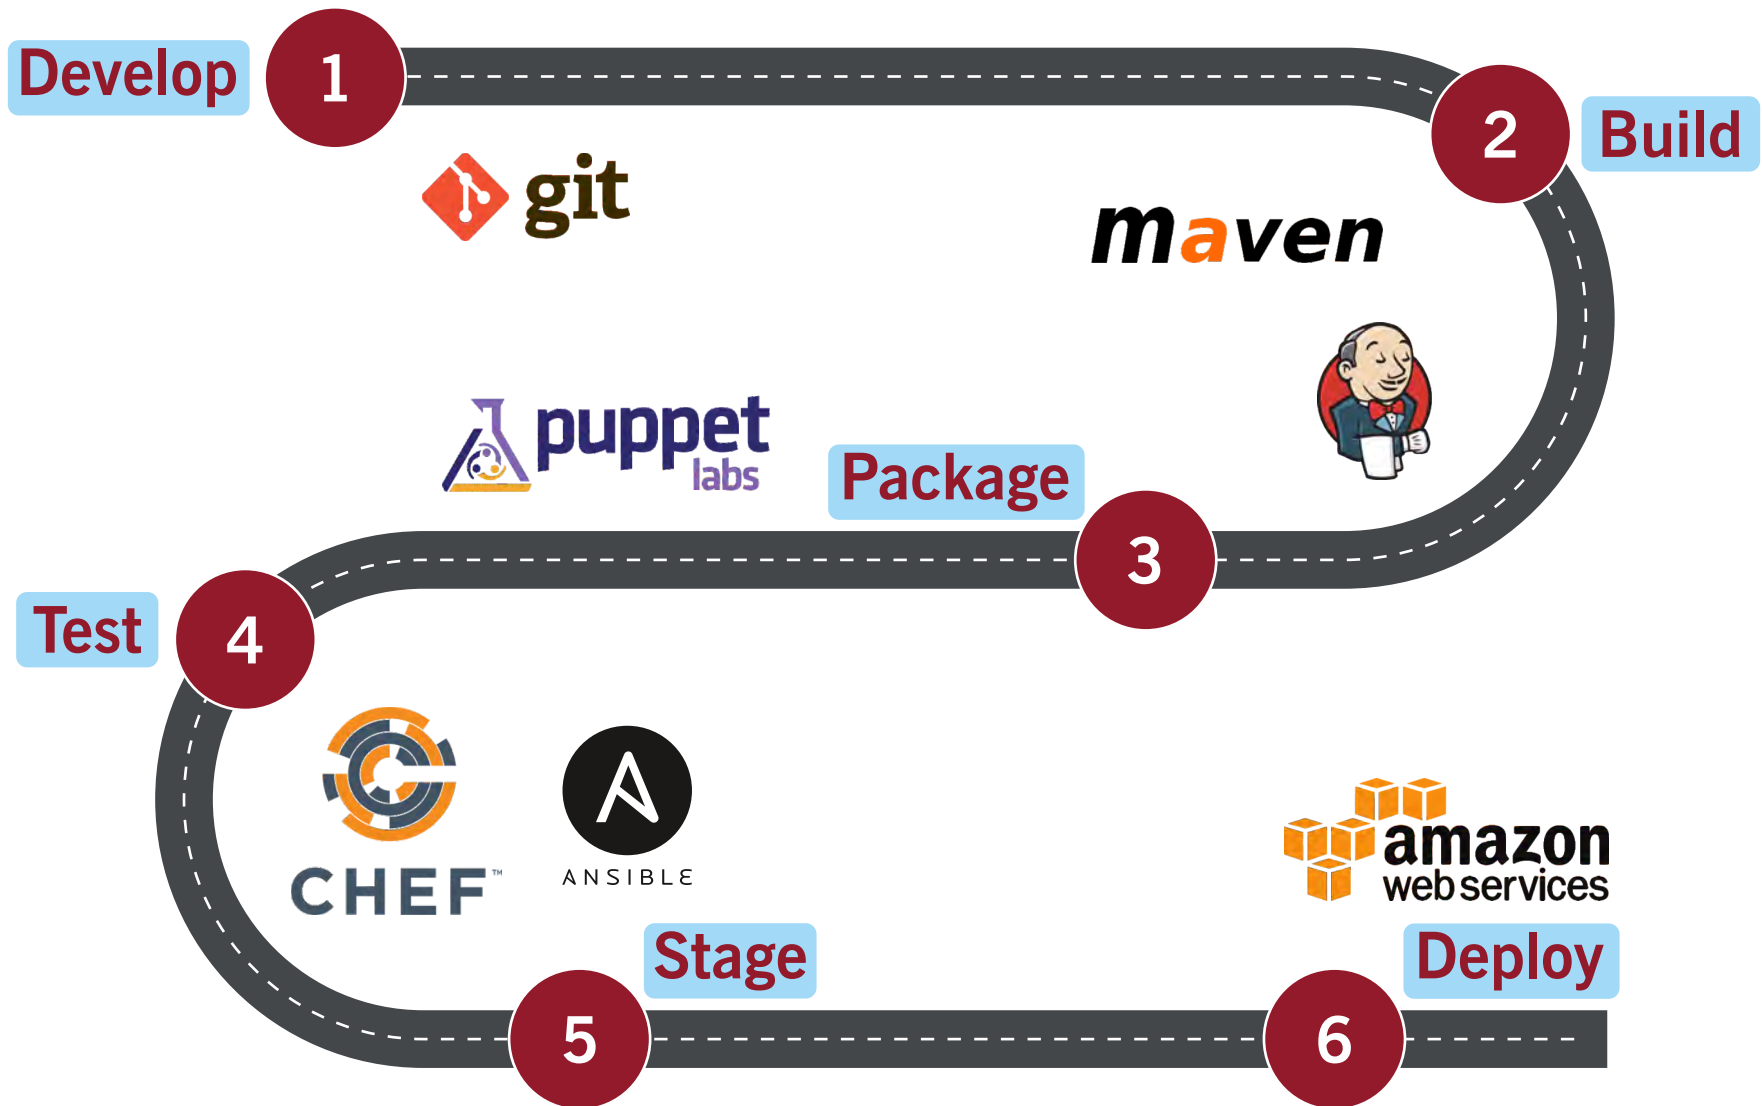 Develop
1
2
Build
git
maven
puppet
labs
Package
3
Test
4
CHEF™
ANSIBLE
amazon
web services
Stage
Deploy
5
6